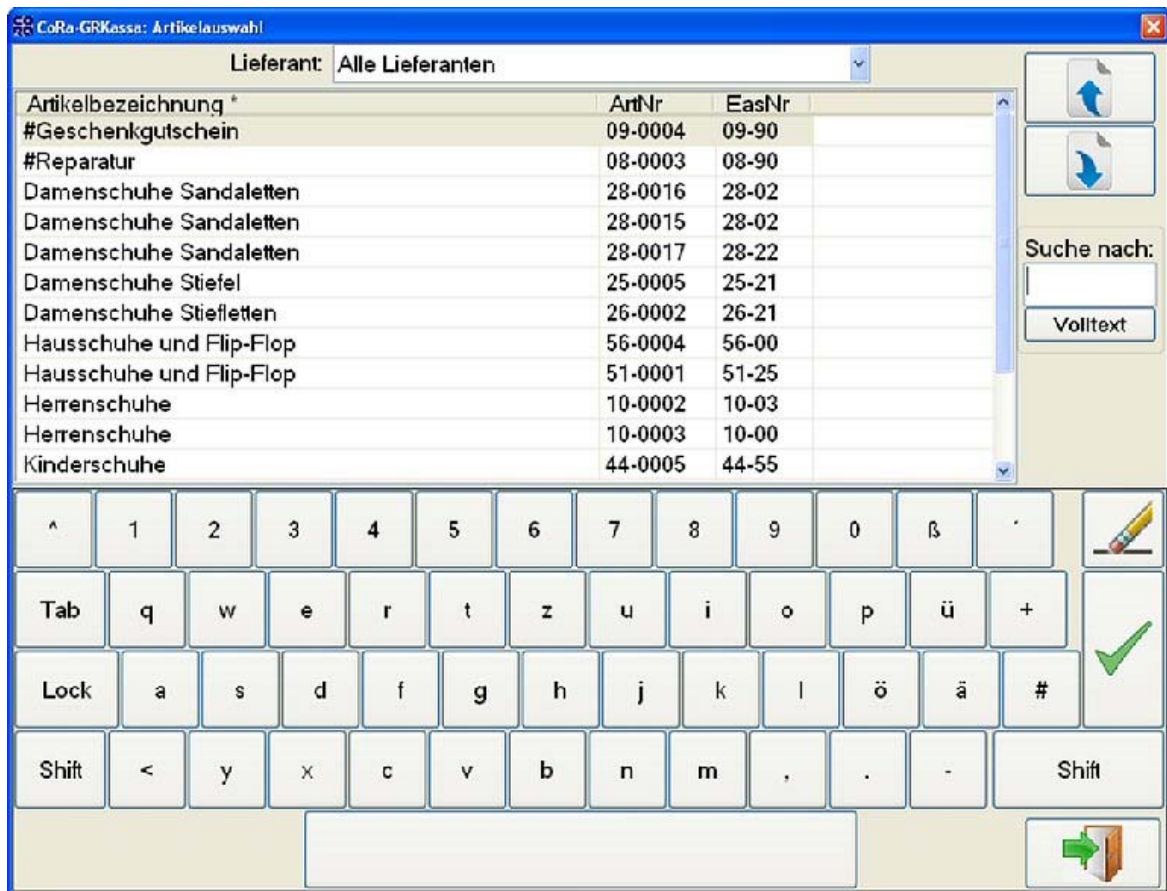 CoRa-GRKassa: Artikelauswahl
Lieferant: Alle Lieferanten
Artikelbezeichnung * ArtNr EasNr
#Geschenkgutschein 09-0004 09-90
#Reparatur 08-0003 08-90
Damenschuhe Sandaletten 28-0016 28-02
Damenschuhe Sandaletten 28-0015 28-02
Damenschuhe Sandaletten 28-0017 28-22
Damenschuhe Stiefel 25-0005 25-21
Damenschuhe Stiefletten 26-0002 26-21
Hausschuhe und Flip-Flop 56-0004 56-00
Hausschuhe und Flip-Flop 51-0001 51-25
Herrenschuhe 10-0002 10-03
Herrenschuhe 10-0003 10-00
Kinderschuhe 44-0005 44-55
Suche nach:
Volltext
^ 1 2 3 4 5 6 7 8 9 0 ß ´
Tab q w e r t z u i o p ü +
Lock a s d f g h j k l ö ä #
Shift < y x c v b n m , . - Shift